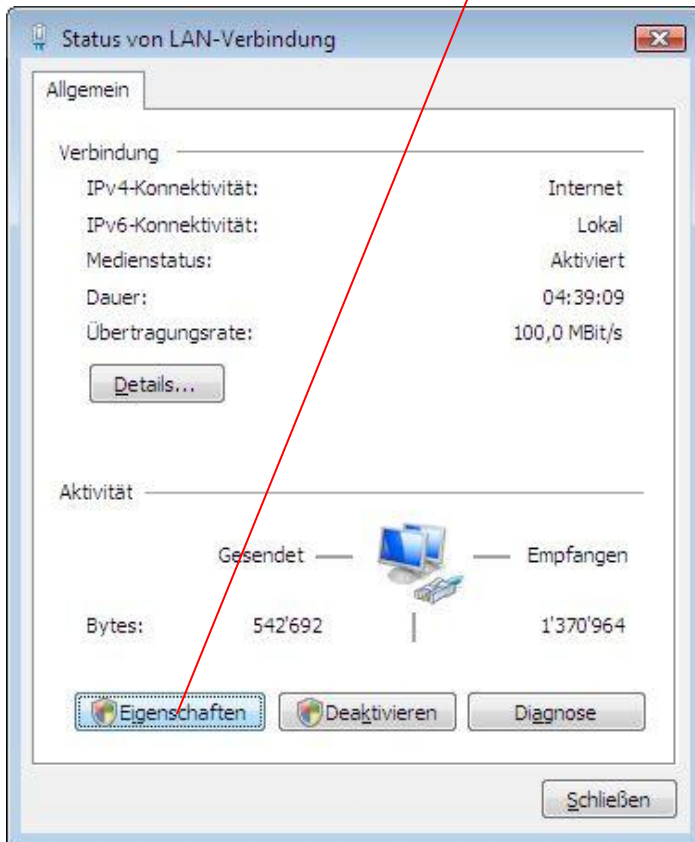 Status von LAN-Verbindung
Allgemein
Verbindung
IPv4-Konnektivität: Internet
IPv6-Konnektivität: Lokal
Medienstatus: Aktiviert
Dauer: 04:39:09
Übertragungsrate: 100,0 MBit/s
Details...
Aktivität
Gesendet Empfangen
Bytes: 542'692 1'370'964
Eigenschaften Deaktivieren Diagnose
Schließen